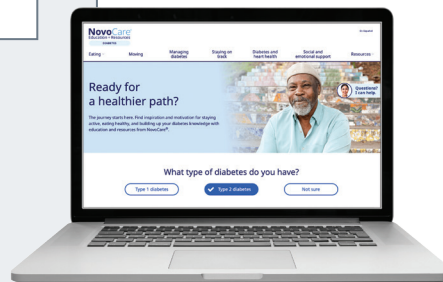 NovoCare®
Education + Resources
DIABETES
Eating
Moving
Managing
diabetes
Staying on
track
Diabetes and
heart health
Social and
emotional support
Resources
Ready for
a healthier path?
The journey starts here. Find inspiration and motivation for staying
active, eating healthy, and building up your diabetes knowledge with
education and resources from NovoCare®.
Questions?
I can help.
What type of diabetes do you have?
Type 1 diabetes
Type 2 diabetes
Not sure